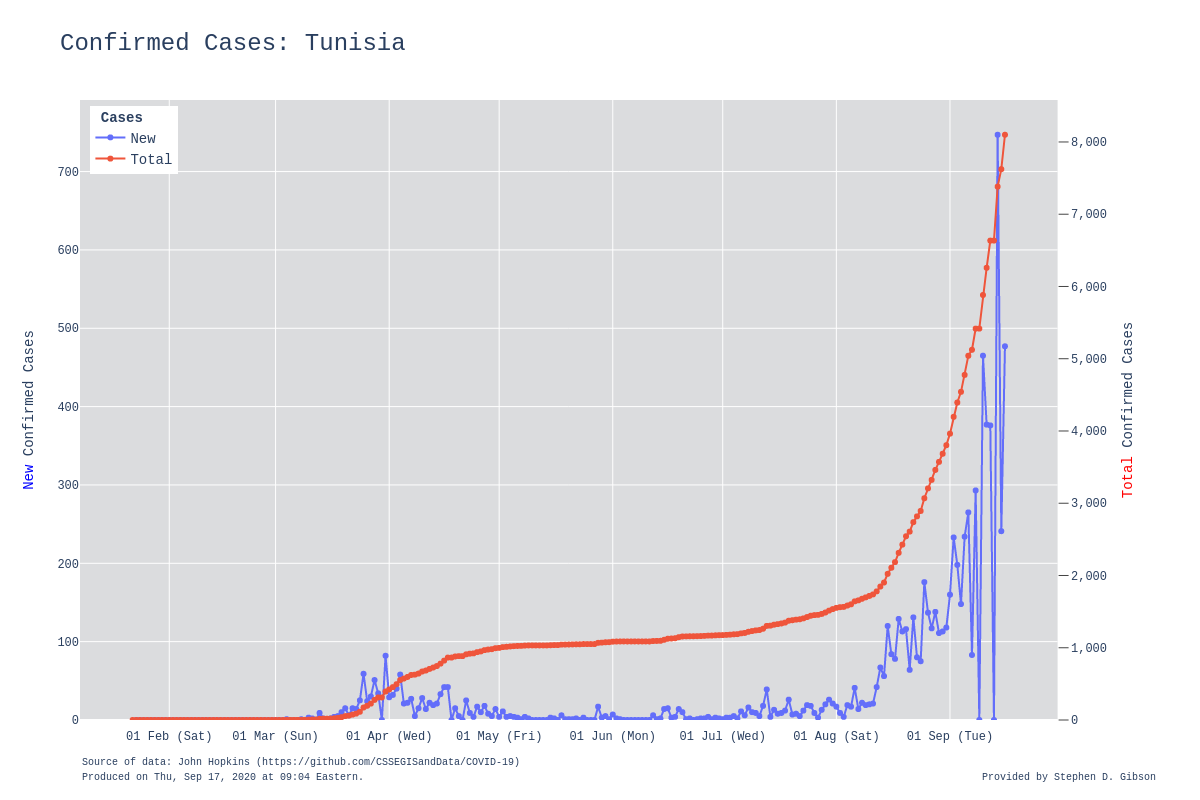 Confirmed Cases: Tunisia
Cases
New
Total
700
600
500
400
300
200
100
0
New Confirmed Cases
8,000
7,000
6,000
5,000
4,000
3,000
2,000
1,000
0
Total Confirmed Cases
01 Feb (Sat)
01 Mar (Sun)
01 Apr (Wed)
01 May (Fri)
01 Jun (Mon)
01 Jul (Wed)
01 Aug (Sat)
01 Sep (Tue)
Source of data: John Hopkins (https://github.com/CSSEGISandData/COVID-19)
Produced on Thu, Sep 17, 2020 at 09:04 Eastern.
Provided by Stephen D. Gibson